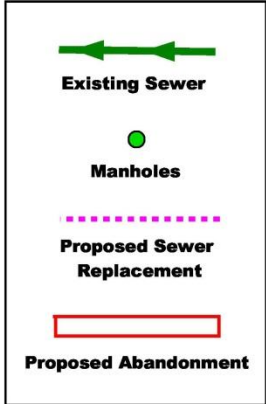 Existing Sewer
Manholes
Proposed Sewer
Replacement
Proposed Abandonment